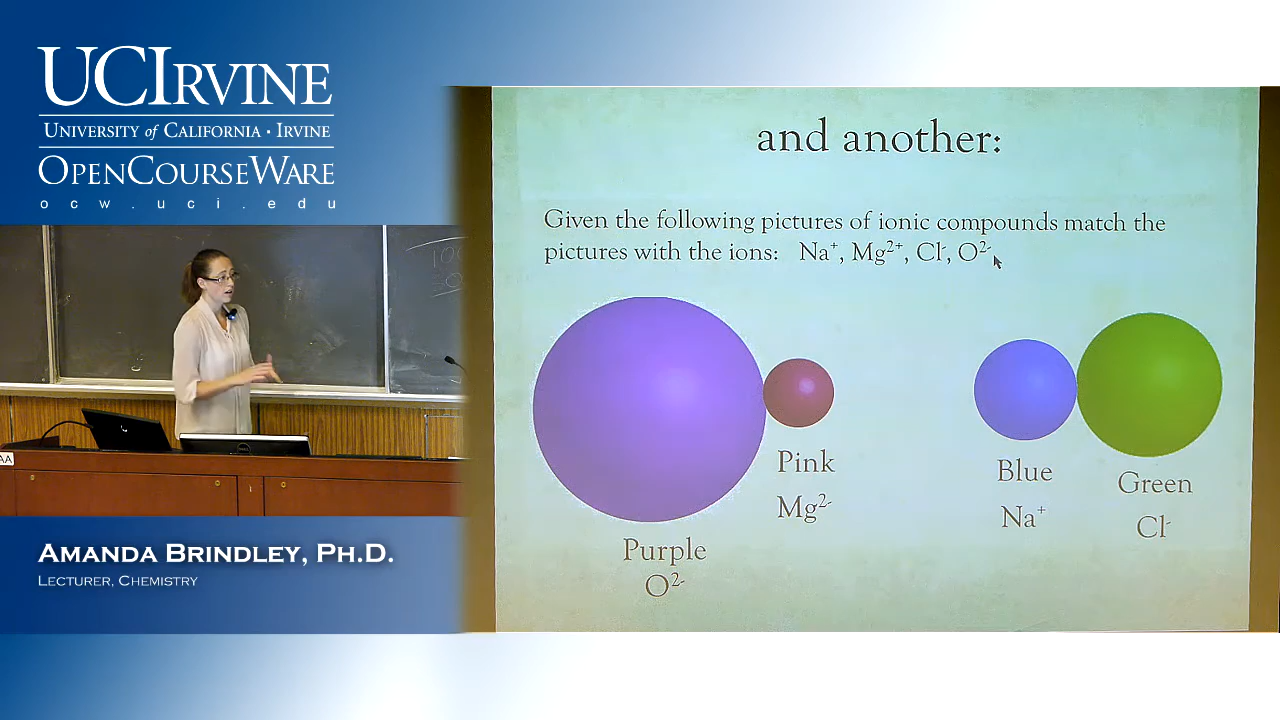 UCIRVINE
UNIVERSITY of CALIFORNIA · IRVINE
OPENCOURSEWARE
ocw.uci.edu
and another:
Given the following pictures of ionic compounds match the
pictures with the ions: Na⁺, Mg²⁺, Cl⁻, O²⁻
Pink
Mg²⁻
Purple
O²⁻
Blue
Na⁺
Green
Cl⁻
AA
AMANDA BRINDLEY, PH.D.
LECTURER, CHEMISTRY